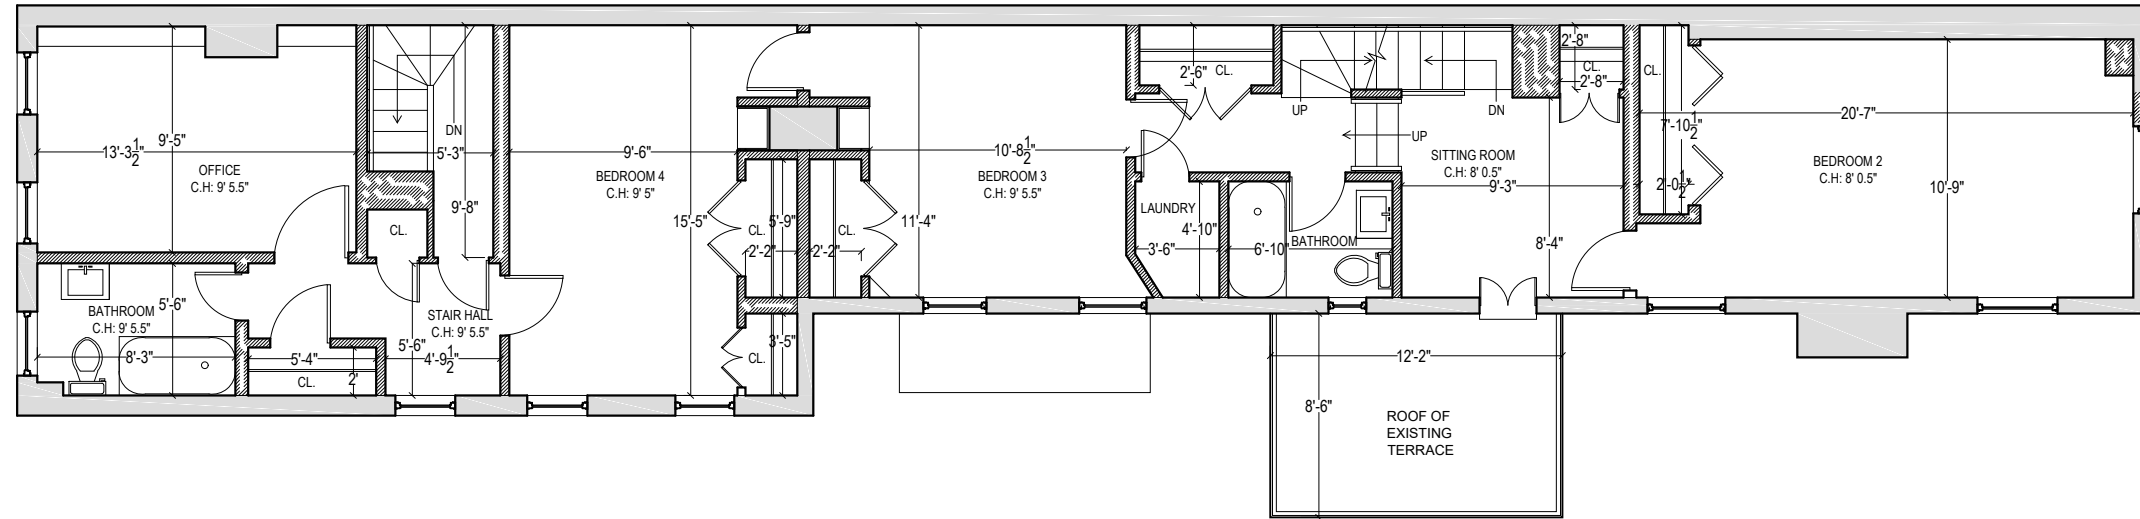 13'-3 1/2"
9'-5"
OFFICE
C.H: 9' 5.5"
DN
5'-3"
9'-8"
CL.
BATHROOM
C.H: 9' 5.5"
5'-6"
8'-3"
5'-4"
CL.
2'
STAIR HALL
C.H: 9' 5.5"
5'-6"
4'-9 1/2"
9'-6"
BEDROOM 4
C.H: 9' 5"
15'-5"
CL.
5'-9"
2'-2"
CL.
3'-5"
CL.
2'-2"
10'-8 1/2"
BEDROOM 3
C.H: 9' 5.5"
11'-4"
2'-6"
CL.
UP
DN
UP
LAUNDRY
4'-10"
3'-6"
BATHROOM
6'-10"
SITTING ROOM
C.H: 8' 0.5"
9'-3"
8'-4"
2'-8"
CL.
2'-8"
CL.
7'-10 1/2"
2'-0 1/2"
20'-7"
BEDROOM 2
C.H: 8' 0.5"
10'-9"
12'-2"
8'-6"
ROOF OF
EXISTING
TERRACE